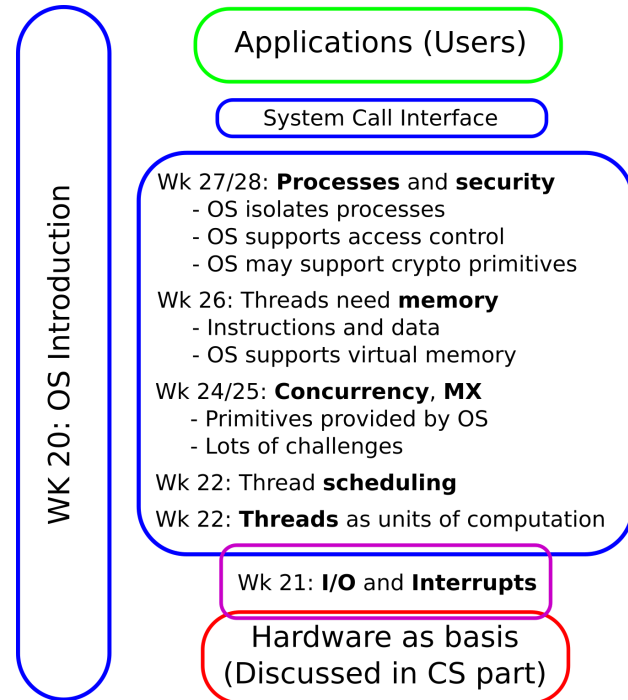 WK 20: OS Introduction
Applications (Users)
System Call Interface
Wk 27/28: Processes and security
- OS isolates processes
- OS supports access control
- OS may support crypto primitives
Wk 26: Threads need memory
- Instructions and data
- OS supports virtual memory
Wk 24/25: Concurrency, MX
- Primitives provided by OS
- Lots of challenges
Wk 22: Thread scheduling
Wk 22: Threads as units of computation
Wk 21: I/O and Interrupts
Hardware as basis
(Discussed in CS part)